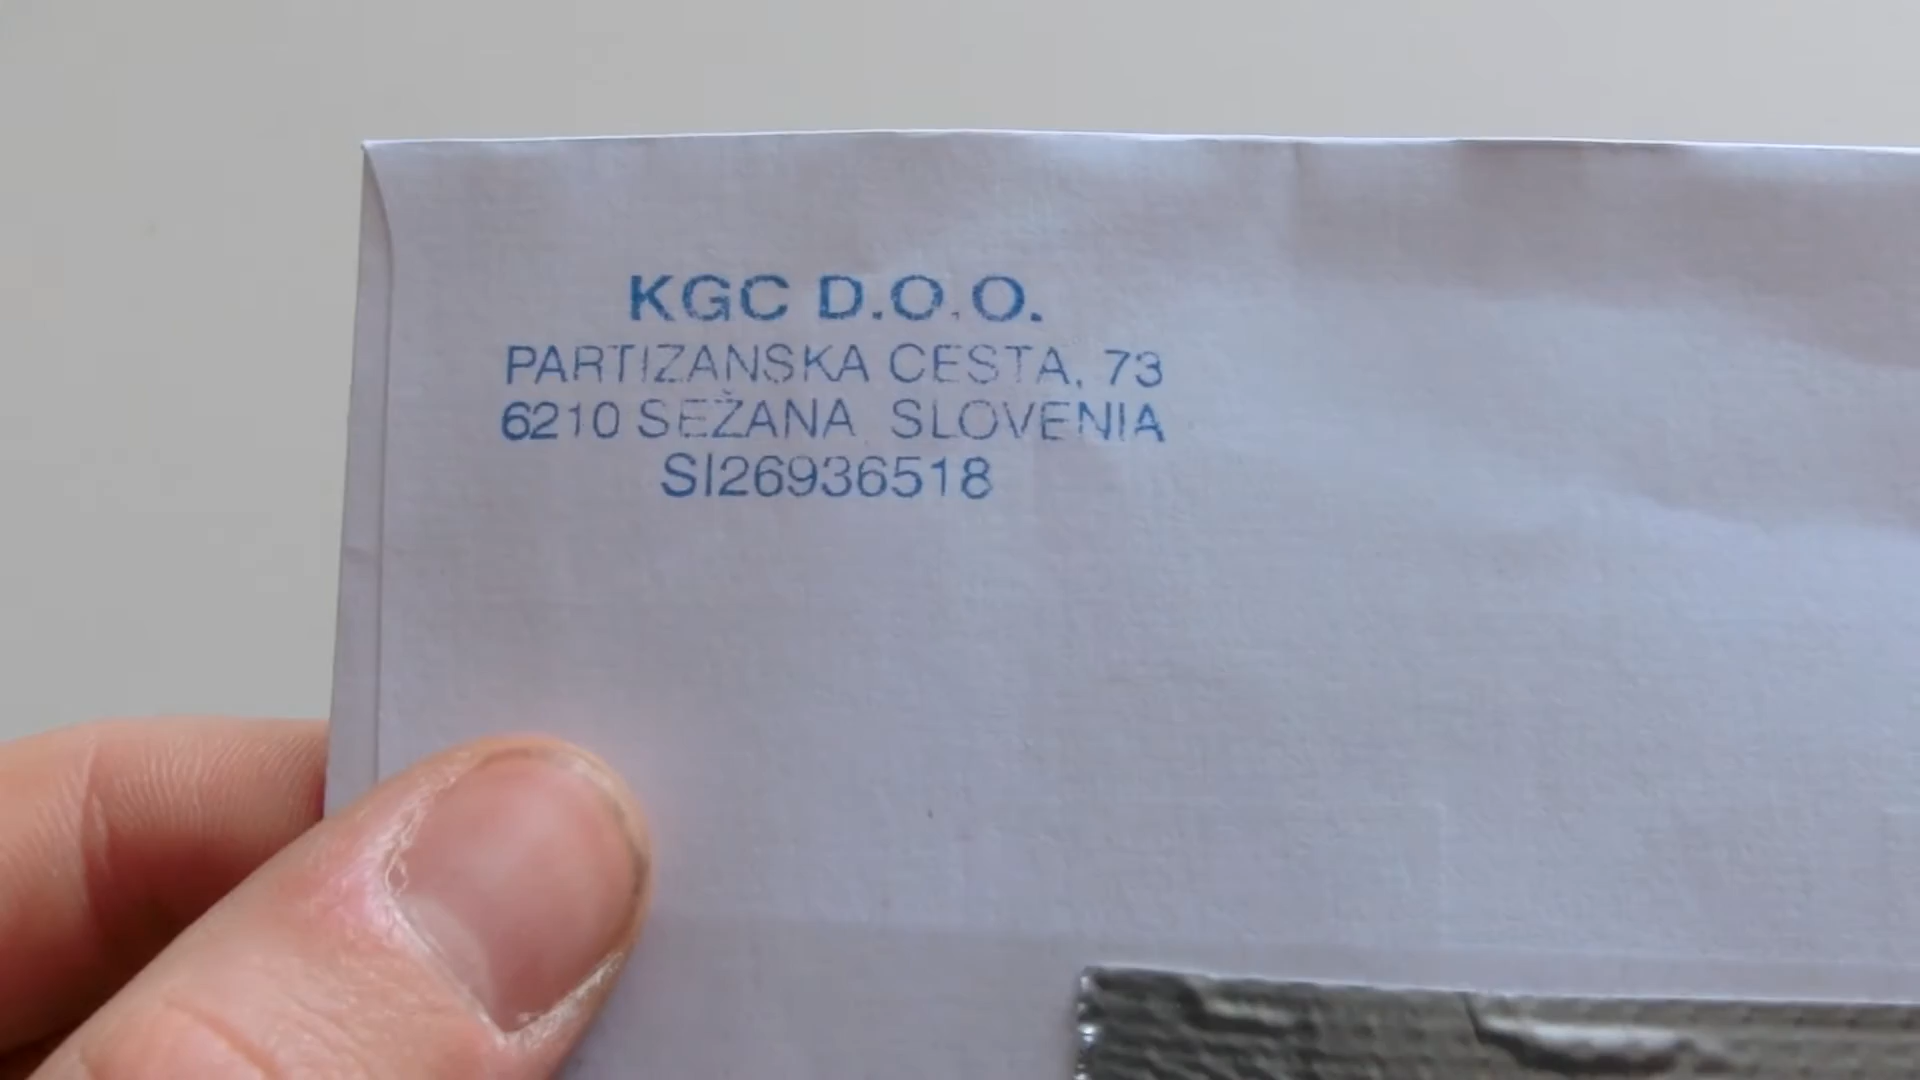 KGC D.O.O.
PARTIZANSKA CESTA, 73
6210 SEŽANA SLOVENIA
SI26936518